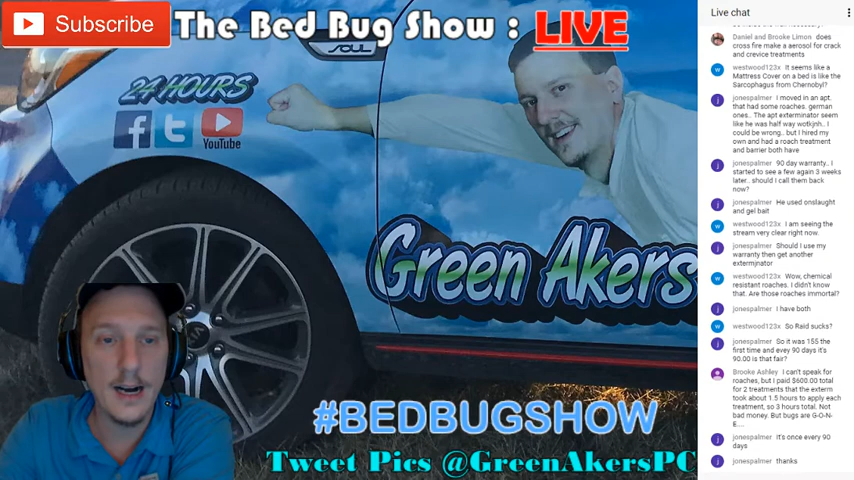 Subscribe
The Bed Bug Show : LIVE
SOUL
24 HOURS
YouTube
Green Akers
#BEDBUGSHOW
Tweet Pics @GreenAkersPC
Live chat
Daniel and Brooke Limon does
cross fire make a aerosol for crack
and crevice treatments
westwood123x It seems like a
Mattress Cover on a bed is like the
Sarcophagus from Chernobyl?
jonespalmer I moved in an apt.
that had some roaches. german
ones.. The apt exterminator seem
like he was half way wotkjnh.. I
could be wrong.. but I hired my
own and had a roach treatment
and barrier both have
jonespalmer 90 day warranty.. I
started to see a few again 3 weeks
later.. should I call them back
now?
jonespalmer He used onslaught
and gel bait
westwood123x I am seeing the
stream very clear right now.
jonespalmer Should I use my
warranty then get another
extermjnator
westwood123x Wow, chemical
resistant roaches. I didn't know
that. Are those roaches immortal?
jonespalmer I have both
westwood123x So Raid sucks?
jonespalmer So it was 155 the
first time and evey 90 days it's
90.00 is that fair?
Brooke Ashley I can't speak for
roaches, but I paid $600.00 total
for 2 treatments that the exterm
took about 1.5 hours to apply each
treatment, so 3 hours total. Not
bad money. But bugs are G-O-N-
E....
jonespalmer it's once every 90
days
jonespalmer thanks